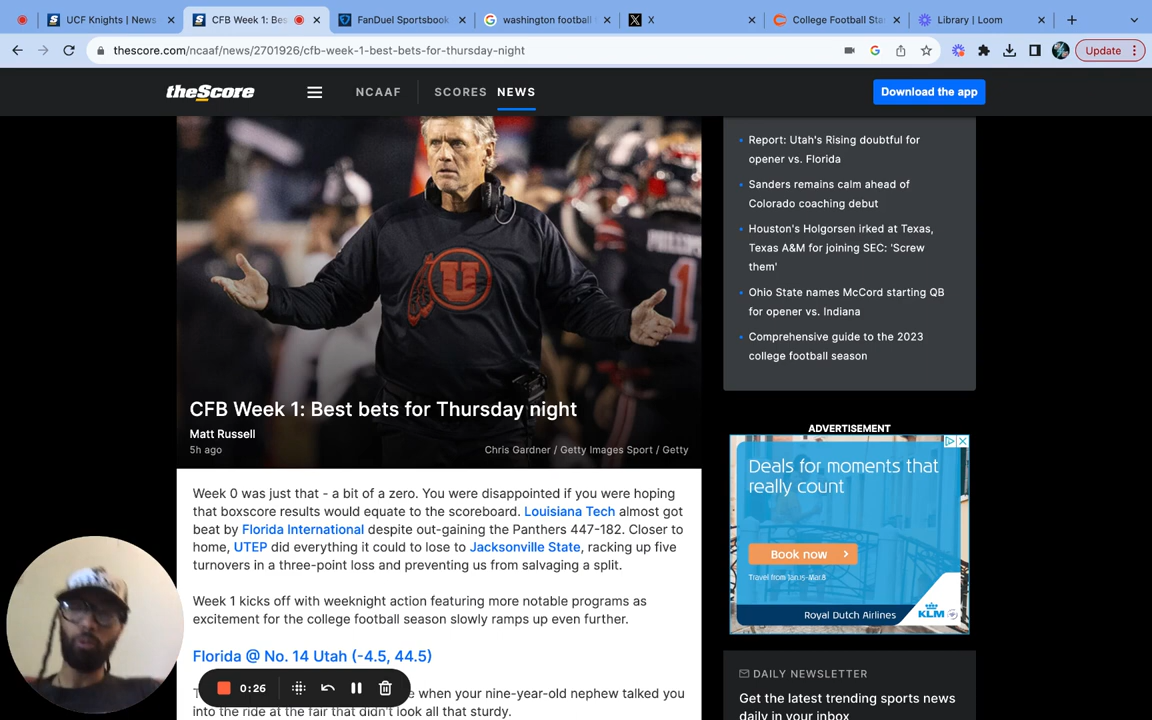 UCF Knights | News
CFB Week 1: Bes
FanDuel Sportsbook
washington football
X
College Football Sta
Library | Loom
thescore.com/ncaaf/news/2701926/cfb-week-1-best-bets-for-thursday-night
Update
theScore
NCAAF
SCORES
NEWS
Download the app
CFB Week 1: Best bets for Thursday night
Matt Russell
5h ago
Chris Gardner / Getty Images Sport / Getty
Week 0 was just that - a bit of a zero. You were disappointed if you were hoping
that boxscore results would equate to the scoreboard. Louisiana Tech almost got
beat by Florida International despite out-gaining the Panthers 447-182. Closer to
home, UTEP did everything it could to lose to Jacksonville State, racking up five
turnovers in a three-point loss and preventing us from salvaging a split.
Week 1 kicks off with weeknight action featuring more notable programs as
excitement for the college football season slowly ramps up even further.
Florida @ No. 14 Utah (-4.5, 44.5)
when your nine-year-old nephew talked you
into the ride at the fair that didn't look all that sturdy.
0:26
Report: Utah's Rising doubtful for
opener vs. Florida
Sanders remains calm ahead of
Colorado coaching debut
Houston's Holgorsen irked at Texas,
Texas A&M for joining SEC: 'Screw
them'
Ohio State names McCord starting QB
for opener vs. Indiana
Comprehensive guide to the 2023
college football season
ADVERTISEMENT
Deals for moments that
really count
Book now
Travel from Jan.15-Mar.8
Royal Dutch Airlines
KLM
DAILY NEWSLETTER
Get the latest trending sports news
daily in your inbox